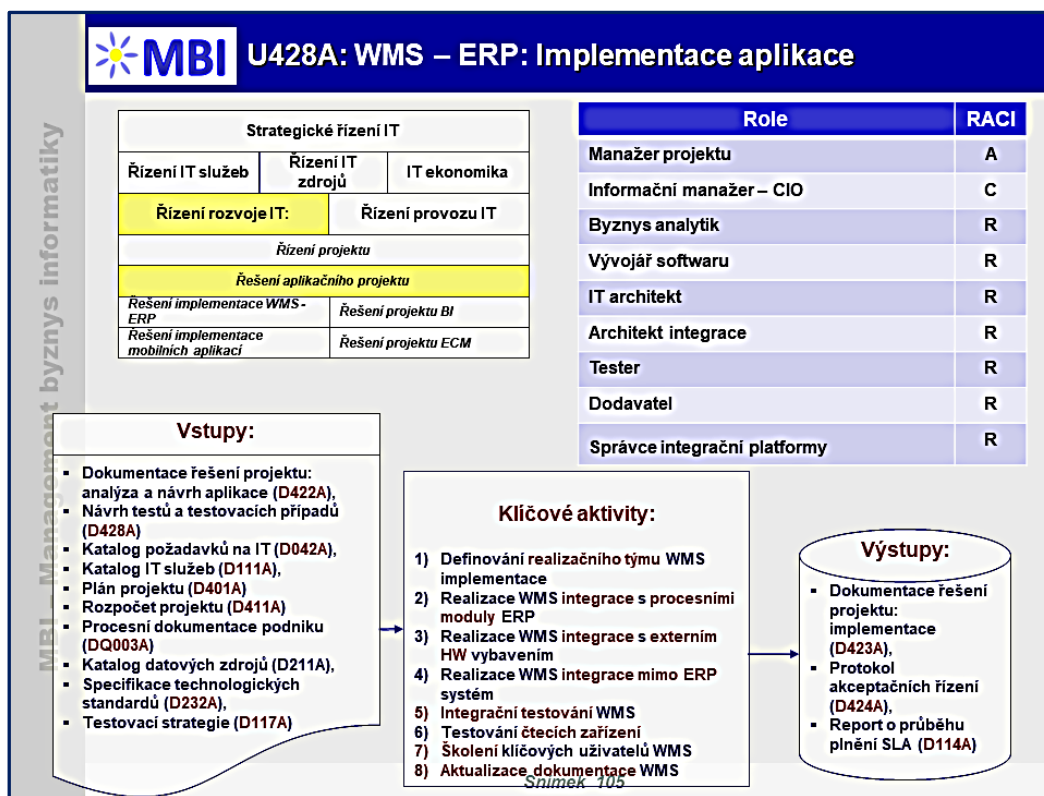 MBI
U428A: WMS – ERP: Implementace aplikace
MBI – Management byznys informatiky
Strategické řízení IT
Řízení IT služeb
Řízení IT
zdrojů
IT ekonomika
Řízení rozvoje IT:
Řízení provozu IT
Řízení projektu
Řešení aplikačního projektu
Řešení implementace WMS -
ERP
Řešení projektu BI
Řešení implementace
mobilních aplikací
Řešení projektu ECM
Role RACI
Manažer projektu A
Informační manažer – CIO C
Byznys analytik R
Vývojář softwaru R
IT architekt R
Architekt integrace R
Tester R
Dodavatel R
Správce integrační platformy R
Vstupy:
▪ Dokumentace řešení projektu:
analýza a návrh aplikace (D422A),
▪ Návrh testů a testovacích případů
(D428A)
▪ Katalog požadavků na IT (D042A),
▪ Katalog IT služeb (D111A),
▪ Plán projektu (D401A)
▪ Rozpočet projektu (D411A)
▪ Procesní dokumentace podniku
(DQ003A)
▪ Katalog datových zdrojů (D211A),
▪ Specifikace technologických
standardů (D232A),
▪ Testovací strategie (D117A)
Klíčové aktivity:
1) Definování realizačního týmu WMS
implementace
2) Realizace WMS integrace s procesními
moduly ERP
3) Realizace WMS integrace s externím
HW vybavením
4) Realizace WMS integrace mimo ERP
systém
5) Integrační testování WMS
6) Testování čtecích zařízení
7) Školení klíčových uživatelů WMS
8) Aktualizace dokumentace WMS
Výstupy:
▪ Dokumentace řešení
projektu:
implementace
(D423A),
▪ Protokol
akceptačních řízení
(D424A),
▪ Report o průběhu
plnění SLA (D114A)
Snímek 105